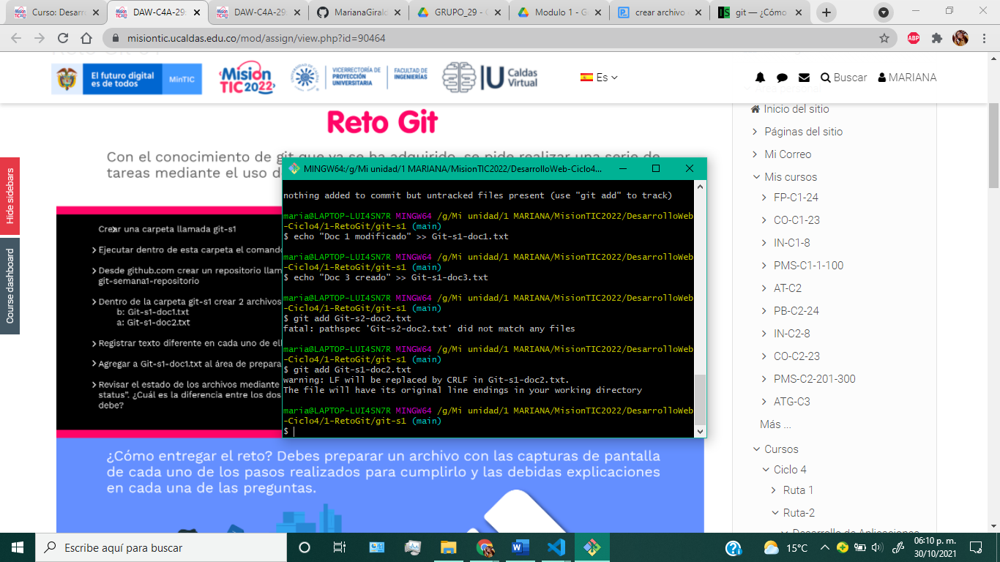 Curso: Desarr
DAW-C4A-29
DAW-C4A-29
MarianaGiral
GRUPO_29 -
Modulo 1 - G
crear archivo
git — ¿Cómo
misiontic.ucaldas.edu.co/mod/assign/view.php?id=90464
ABP
El futuro digital
es de todos
MinTIC
Misión
TIC2022
VICERRECTORÍA DE
PROYECCIÓN
UNIVERSITARIA
FACULTAD DE
INGENIERÍAS
IU Caldas
Virtual
Es
Buscar
MARIANA
Área personal
Inicio del sitio
Páginas del sitio
Mi Correo
Mis cursos
FP-C1-24
CO-C1-23
IN-C1-8
PMS-C1-1-100
AT-C2
PB-C2-24
IN-C2-8
CO-C2-23
PMS-C2-201-300
ATG-C3
Más ...
Cursos
Ciclo 4
Ruta 1
Ruta-2
Desarrollo de Aplicaciones
Hide sidebars
Course dashboard
Reto Git
Con el conocimiento de git que ya se ha adquirido, se pide realizar una serie de
tareas mediante el uso d
Crear una carpeta llamada git-s1
Ejecutar dentro de esta carpeta el comando
Desde github.com crear un repositorio llam
git-semana1-repositorio
Dentro de la carpeta git-s1 crear 2 archivos
b: Git-s1-doc1.txt
a: Git-s1-doc2.txt
Registrar texto diferente en cada uno de ell
Agregar a Git-s1-doc1.txt al área de prepara
Revisar el estado de los archivos mediante
status”. ¿Cuál es la diferencia entre los dos
debe?
MINGW64:/g/Mi unidad/1 MARIANA/MisionTIC2022/DesarrolloWeb-Ciclo4...
nothing added to commit but untracked files present (use "git add" to track)
maria@LAPTOP-LUI4SN7R MINGW64 /g/Mi unidad/1 MARIANA/MisionTIC2022/DesarrolloWeb
-Ciclo4/1-RetoGit/git-s1 (main)
$ echo "Doc 1 modificado" >> Git-s1-doc1.txt
maria@LAPTOP-LUI4SN7R MINGW64 /g/Mi unidad/1 MARIANA/MisionTIC2022/DesarrolloWeb
-Ciclo4/1-RetoGit/git-s1 (main)
$ echo "Doc 3 creado" >> Git-s1-doc3.txt
maria@LAPTOP-LUI4SN7R MINGW64 /g/Mi unidad/1 MARIANA/MisionTIC2022/DesarrolloWeb
-Ciclo4/1-RetoGit/git-s1 (main)
$ git add Git-s2-doc2.txt
fatal: pathspec 'Git-s2-doc2.txt' did not match any files
maria@LAPTOP-LUI4SN7R MINGW64 /g/Mi unidad/1 MARIANA/MisionTIC2022/DesarrolloWeb
-Ciclo4/1-RetoGit/git-s1 (main)
$ git add Git-s1-doc2.txt
warning: LF will be replaced by CRLF in Git-s1-doc2.txt.
The file will have its original line endings in your working directory
maria@LAPTOP-LUI4SN7R MINGW64 /g/Mi unidad/1 MARIANA/MisionTIC2022/DesarrolloWeb
-Ciclo4/1-RetoGit/git-s1 (main)
$
¿Cómo entregar el reto? Debes preparar un archivo con las capturas de pantalla
de cada uno de los pasos realizados para cumplirlo y las debidas explicaciones
en cada una de las preguntas.
Escribe aquí para buscar
15°C
06:10 p. m.
30/10/2021